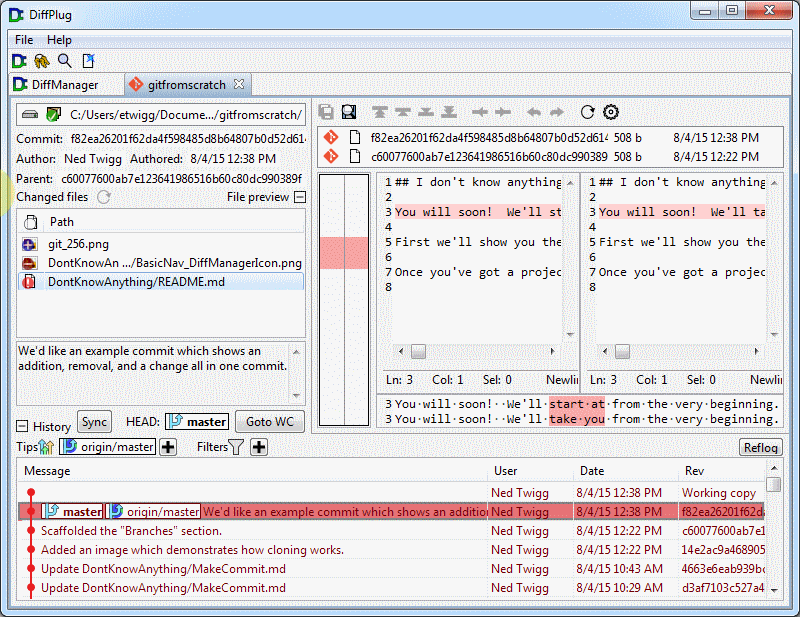 DiffPlug
File Help
DiffManager gitfromscratch
C:/Users/etwigg/Docume.../gitfromscratch/
Commit: f82ea26201f62da4f598485d8b64807b0d52d61
Author: Ned Twigg Authored: 8/4/15 12:38 PM
Parent: c60077600ab7e123641986516b60c80dc990389f
Changed files File preview
Path
git_256.png
DontKnowAn .../BasicNav_DiffManagerIcon.png
DontKnowAnything/README.md
We'd like an example commit which shows an
addition, removal, and a change all in one commit.
History Sync HEAD: master Goto WC
f82ea26201f62da4f598485d8b64807b0d52d614 508 b 8/4/15 12:38 PM
c60077600ab7e123641986516b60c80dc990389 508 b 8/4/15 12:22 PM
1 ## I don't know anything
2
3 You will soon!  We'll st
4
5 First we'll show you the
6
7 Once you've got a projec
8
Ln: 3 Col: 1 Sel: 0 Newlin
1 ## I don't know anything
2
3 You will soon!  We'll ta
4
5 First we'll show you the
6
7 Once you've got a projec
8
Ln: 3 Col: 1 Sel: 0 Newlin
3 You·will·soon!··We'll·start·at·from·the·very·beginning.
3 You·will·soon!··We'll·take·you·from·the·very·beginning.
Tips origin/master Filters Reflog
Message User Date Rev
Ned Twigg 8/4/15 12:38 PM Working copy
master origin/master We'd like an example commit which shows an additio Ned Twigg 8/4/15 12:38 PM f82ea26201f62d
Scaffolded the "Branches" section. Ned Twigg 8/4/15 12:22 PM c60077600ab7e1
Added an image which demonstrates how cloning works. Ned Twigg 8/4/15 12:22 PM 14e2ac9a468905
Update DontKnowAnything/MakeCommit.md Ned Twigg 8/4/15 10:43 AM 4663e6eab939b
Update DontKnowAnything/MakeCommit.md Ned Twigg 8/4/15 10:29 AM d3af7103c527a4